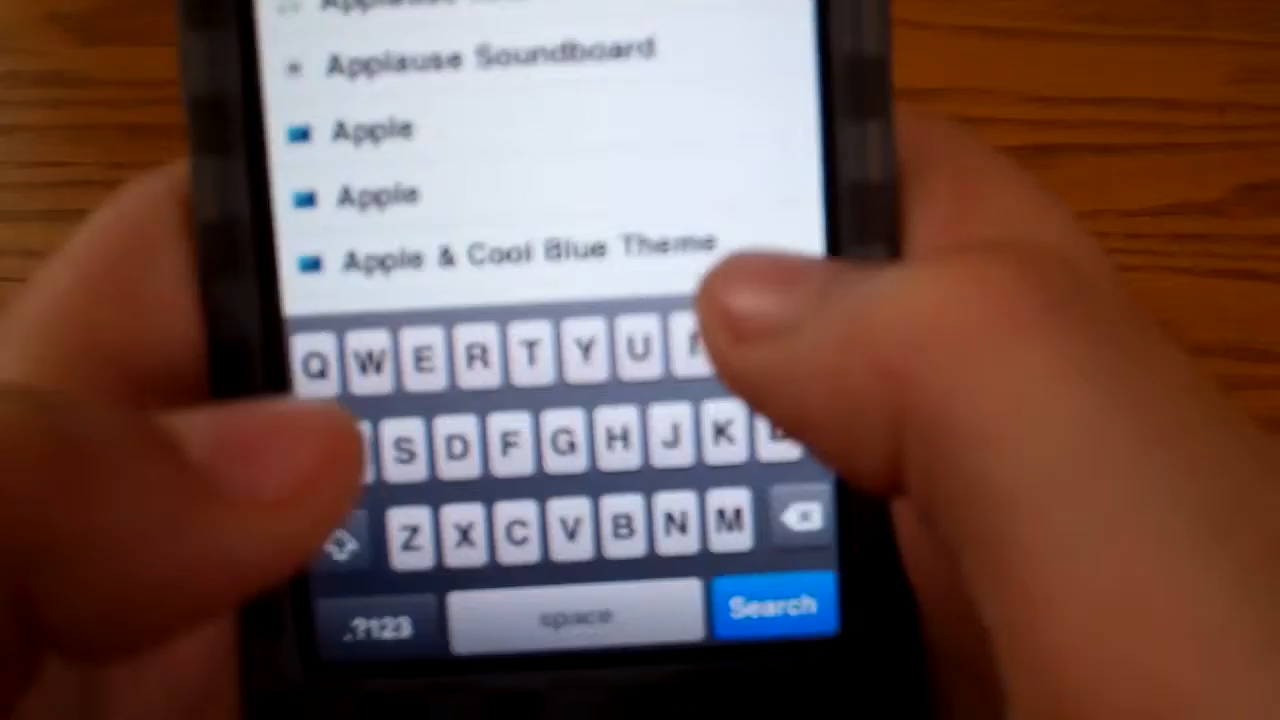 Applause Soundboard
Apple
Apple
Apple & Cool Blue Theme
Q W E R T Y U
S D F G H J K L
Z X C V B N M
.?123 space Search